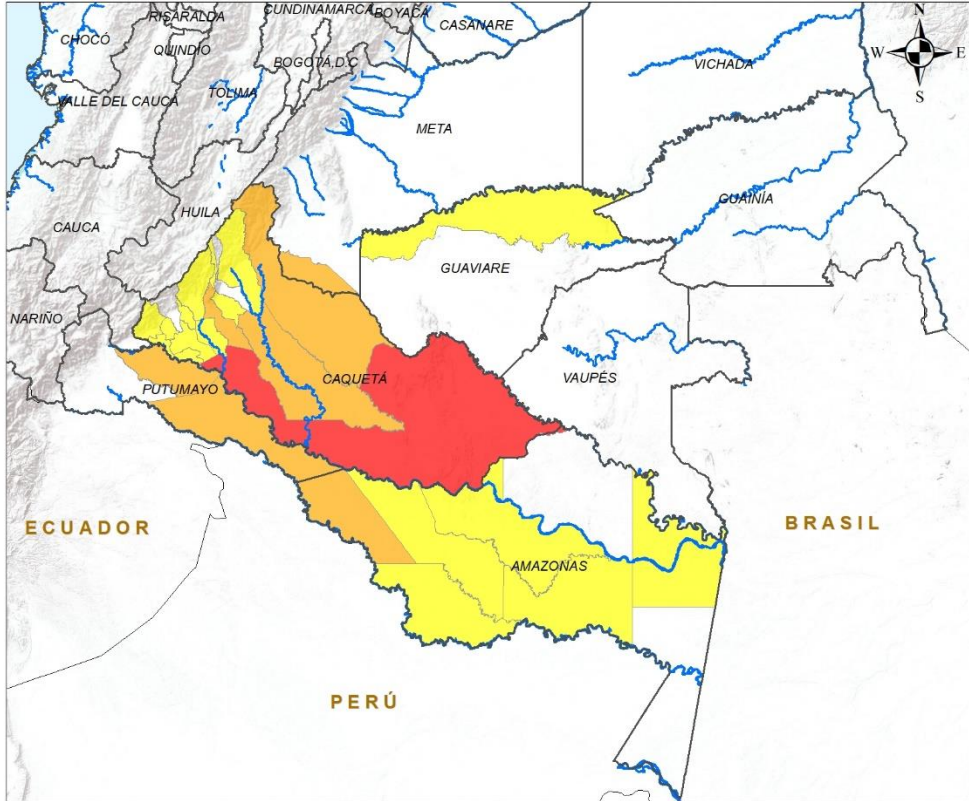 CUNDINAMARCA
BOYACÁ
RISARALDA
CASANARE
N
CHOCÓ
QUINDÍO
BOGOTÁ,D.C
W
E
VICHADA
S
TOLIMA
VALLE DEL CAUCA
META
GUAINÍA
HUILA
CAUCA
GUAVIARE
NARIÑO
CAQUETÁ
VAUPÉS
PUTUMAYO
ECUADOR
BRASIL
AMAZONAS
PERÚ